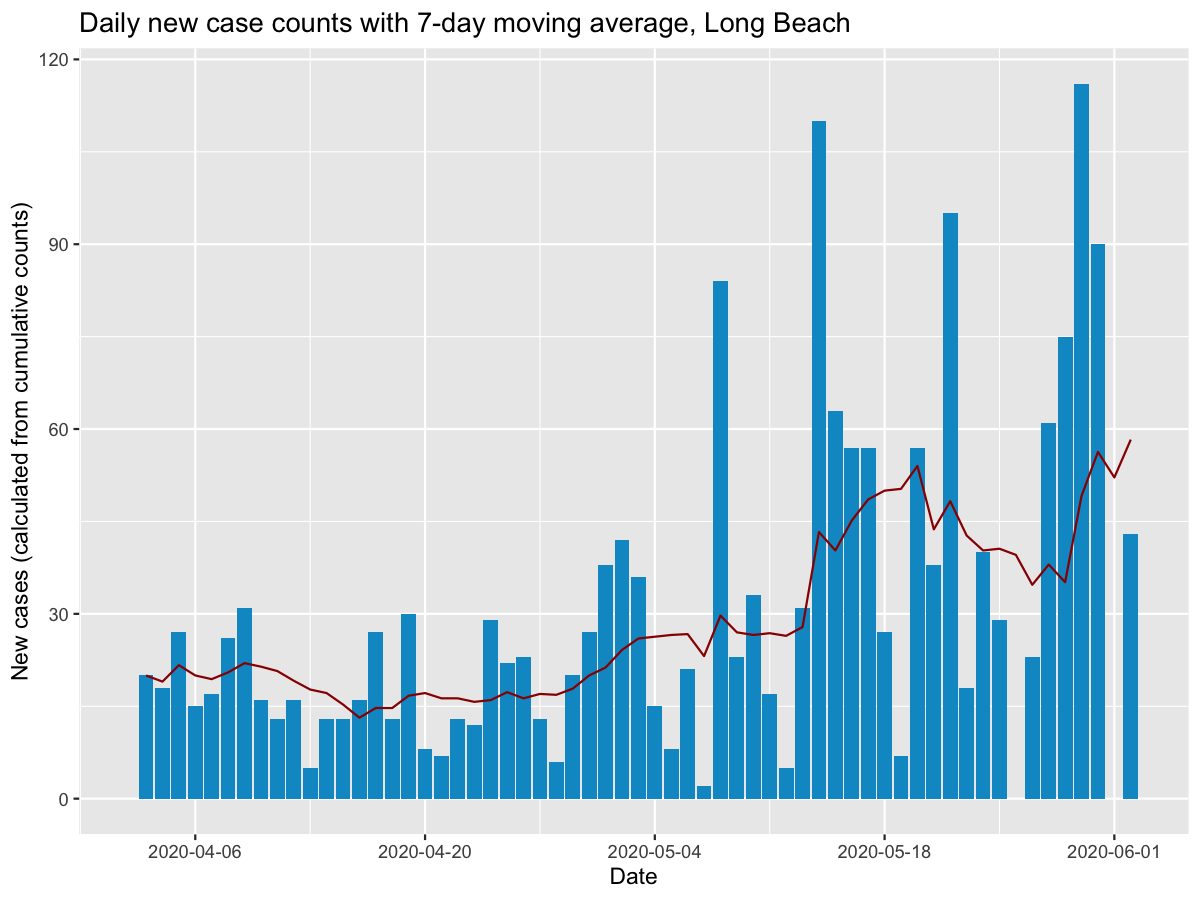 Daily new case counts with 7-day moving average, Long Beach
New cases (calculated from cumulative counts)
120
90
60
30
0
2020-04-06 2020-04-20 2020-05-04 2020-05-18 2020-06-01
Date